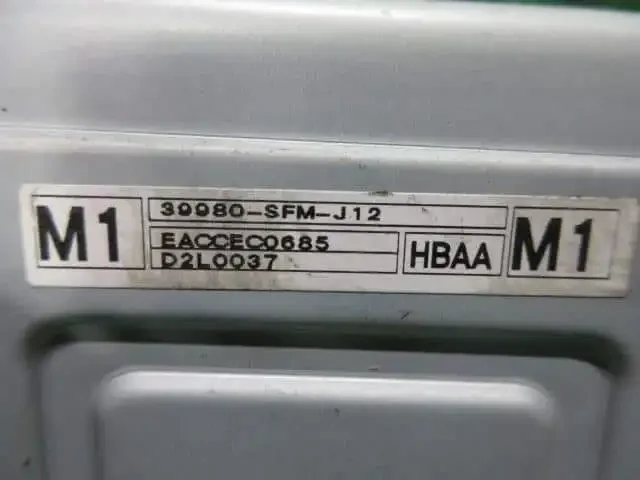 M1
39980-SFM-J12
EACCEC0685
D2L0037
HBAA
M1